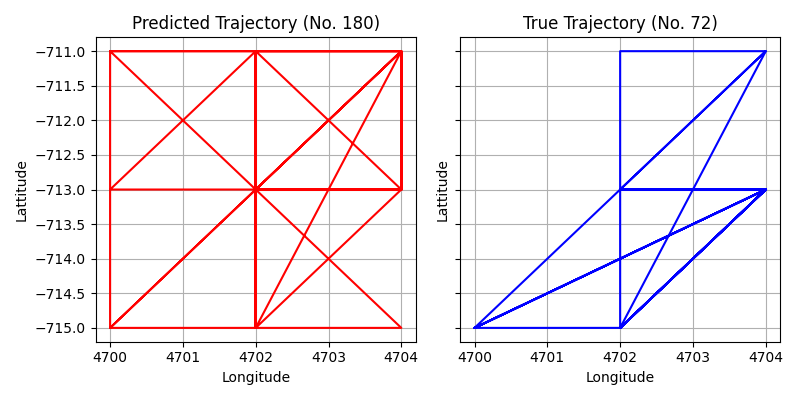 Predicted Trajectory (No. 180)
True Trajectory (No. 72)
−711.0
−711.5
−712.0
−712.5
−713.0
−713.5
−714.0
−714.5
−715.0
Lattitude
Lattitude
4700 4701 4702 4703 4704
4700 4701 4702 4703 4704
Longitude
Longitude